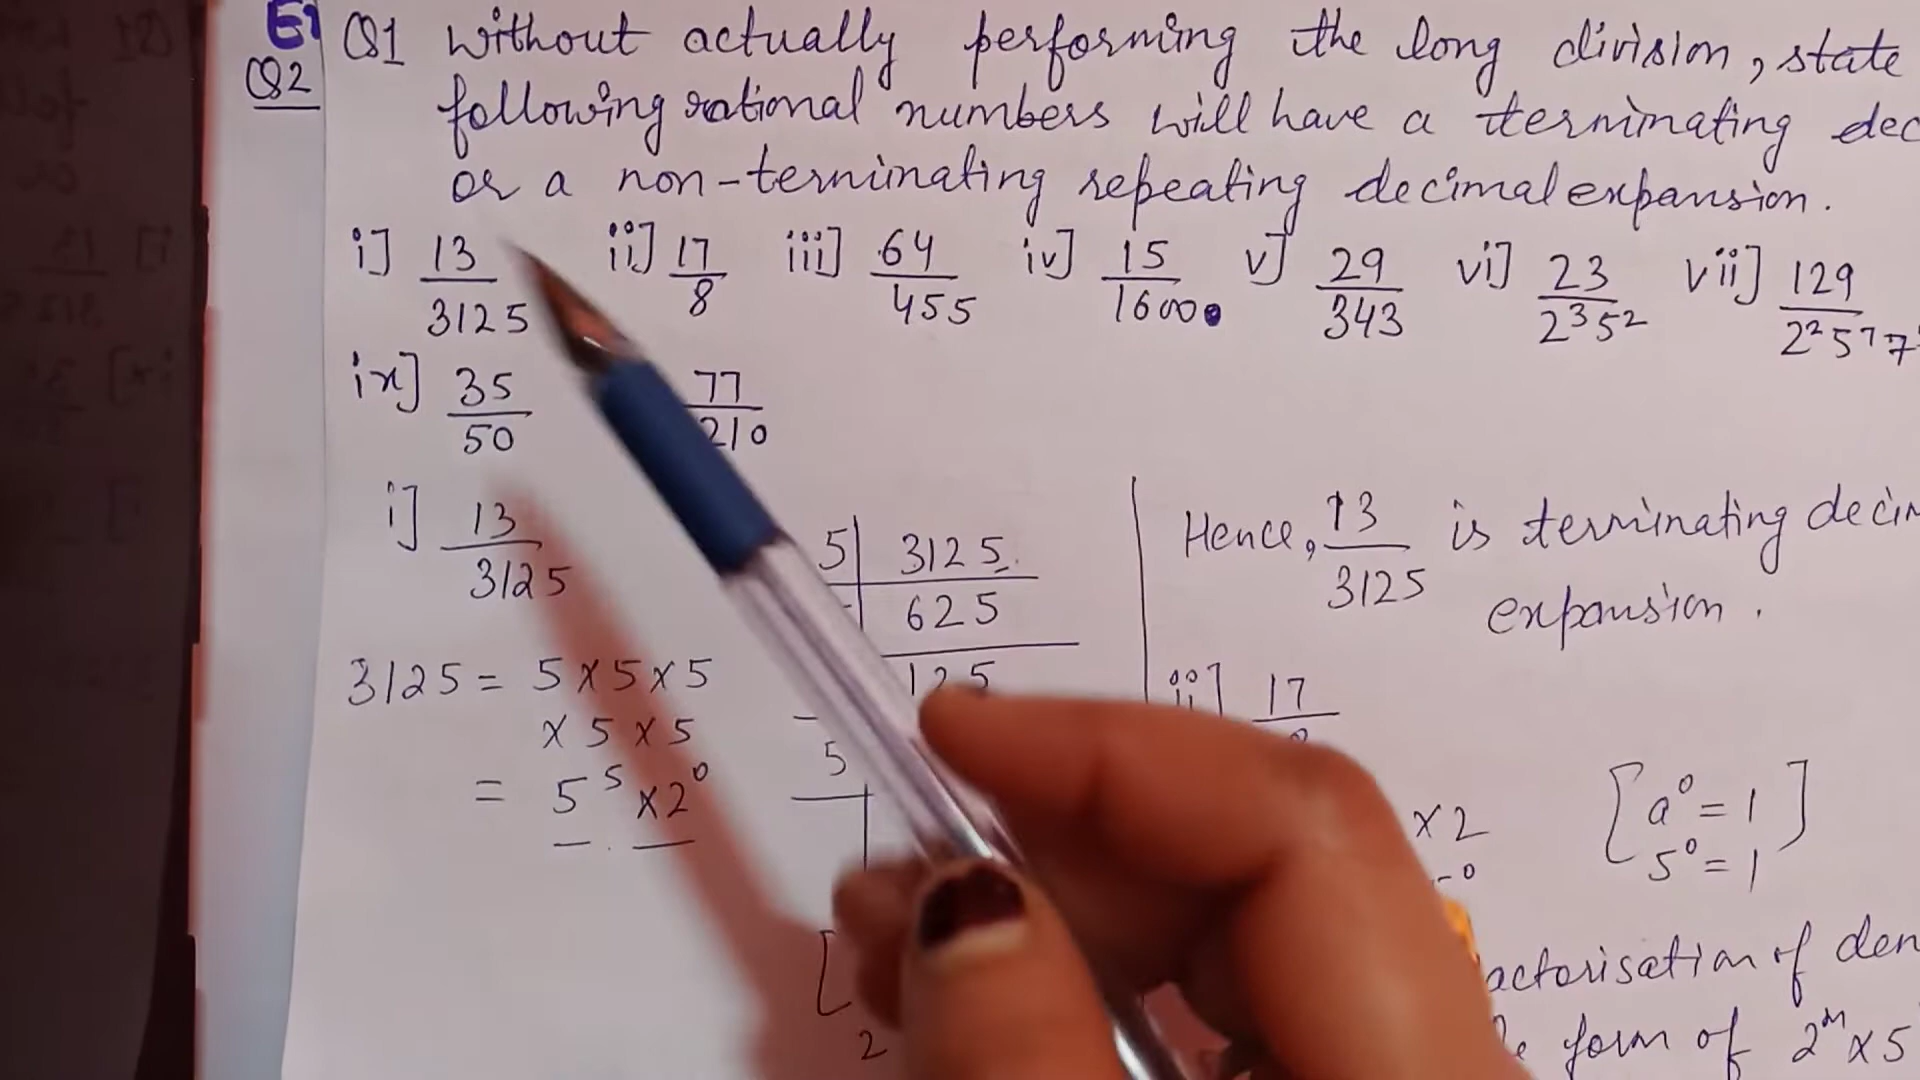 Q2
Q1 Without actually performing the long division, state
following rational numbers will have a terminating dec
or a non-terminating repeating decimal expansion.
i] 13/3125 ii] 17/8 iii] 64/455 iv] 15/1600 v] 29/343 vi] 23/2³5² vii] 129/2²5⁷7
ix] 35/50 77/210
i] 13/3125
3125 = 5×5×5
×5×5
= 5⁵×2⁰
5 3125
625
125
5
2
Hence, 13/3125 is terminating decim
expansion.
ii] 17
×2
[a⁰=1]
5⁰=1
actorisation of den
form of 2ᵐ×5